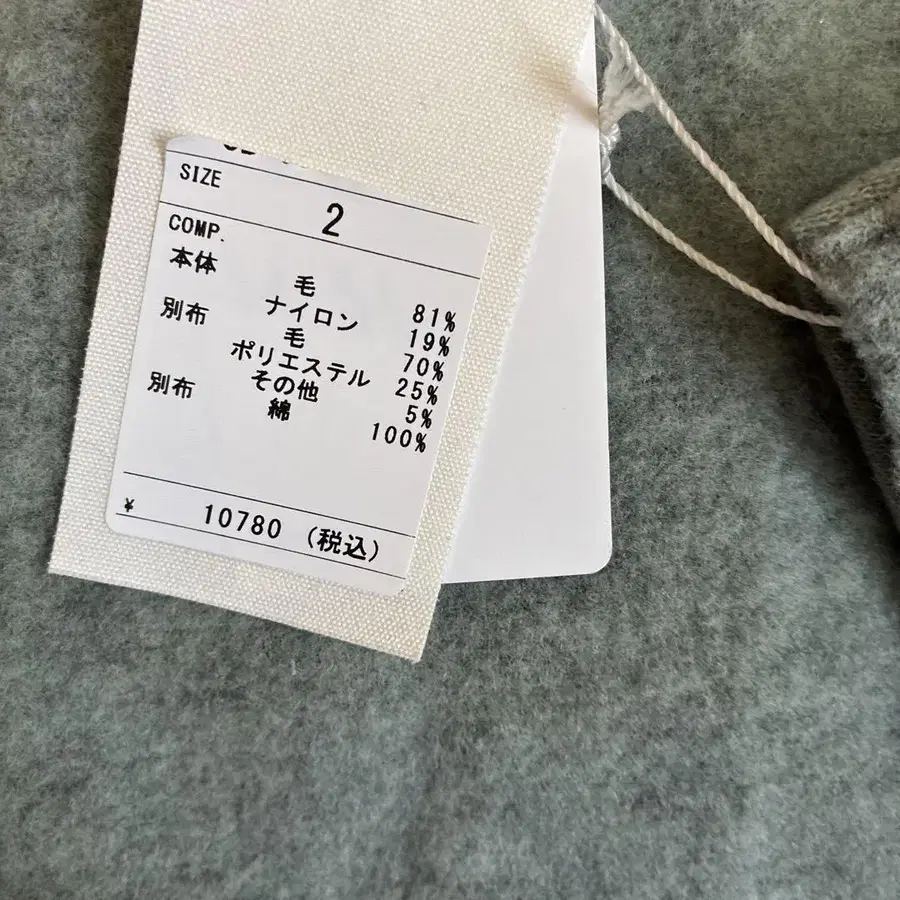 SIZE
2
COMP.
本体 毛 81%
ナイロン 19%
別布 毛 70%
ポリエステル 25%
その他 5%
別布 綿 100%
¥ 10780 (税込)